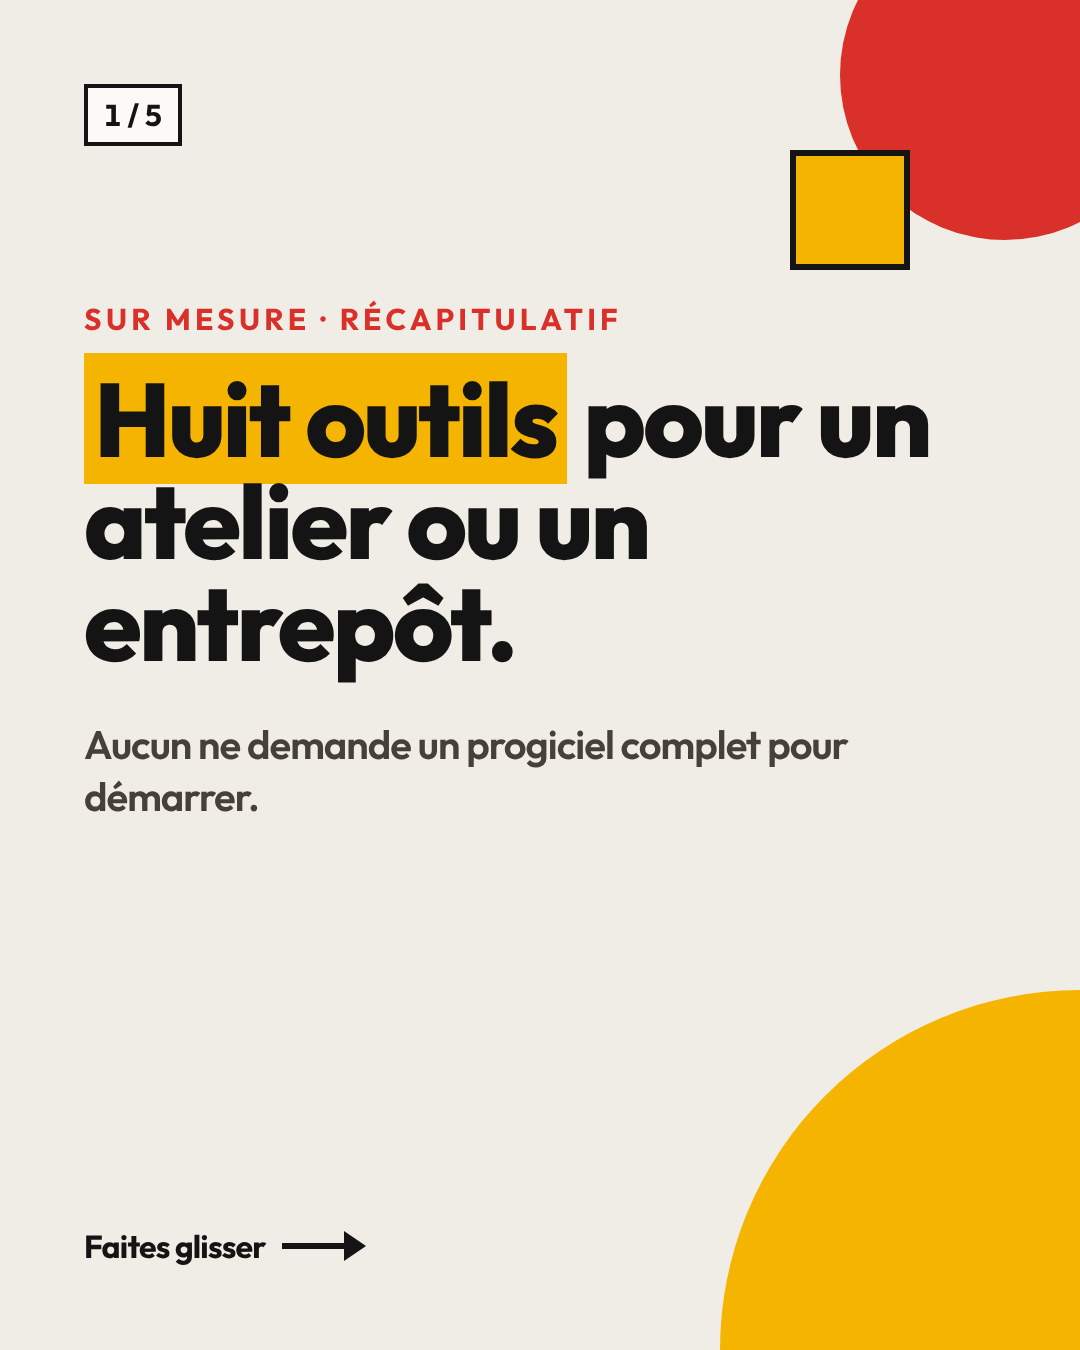 1 / 5
SUR MESURE · RÉCAPITULATIF
Huit outils pour un
atelier ou un
entrepôt.
Aucun ne demande un progiciel complet pour
démarrer.
Faites glisser